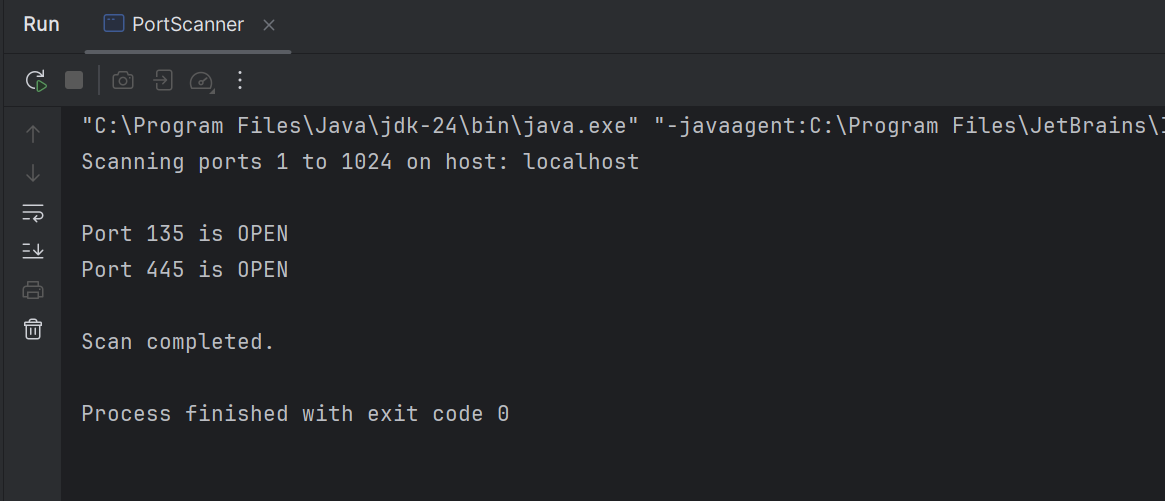 Run PortScanner
"C:\Program Files\Java\jdk-24\bin\java.exe" "-javaagent:C:\Program Files\JetBrains\
Scanning ports 1 to 1024 on host: localhost
Port 135 is OPEN
Port 445 is OPEN
Scan completed.
Process finished with exit code 0